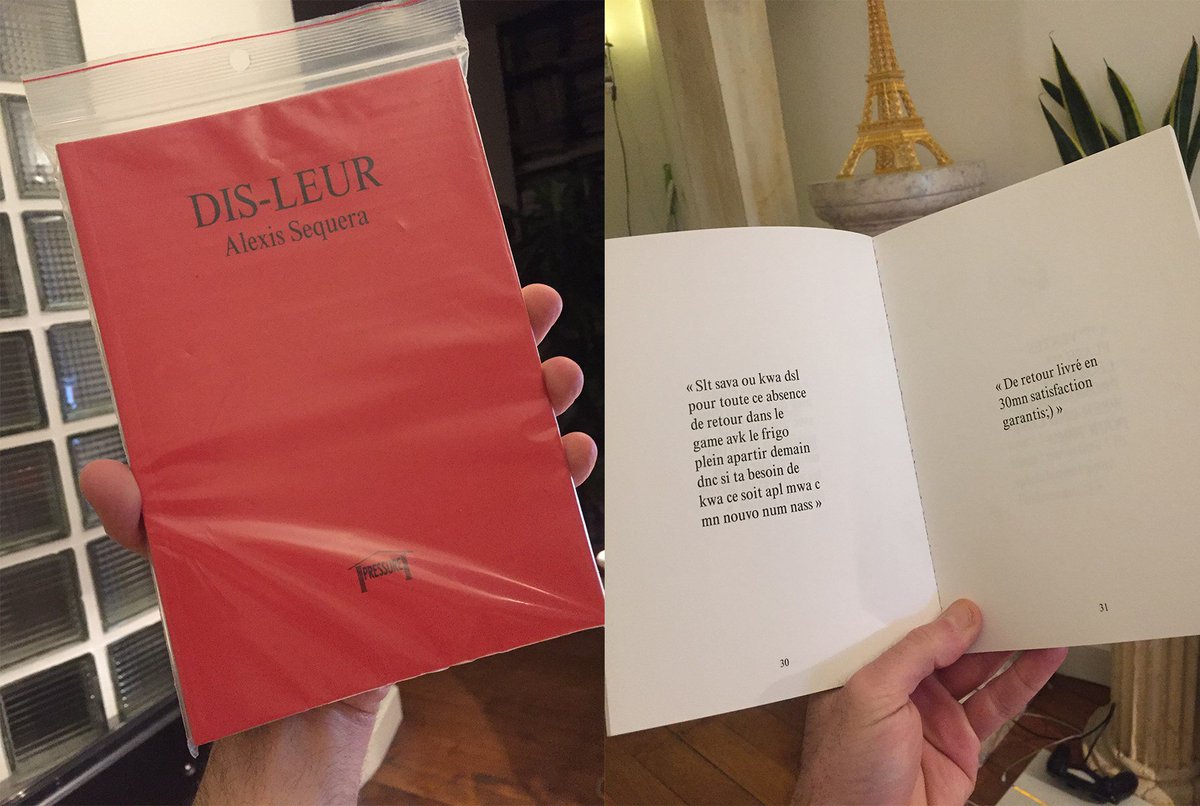 DIS-LEUR
Alexis Sequera
PRESSURE
« Slt sava ou kwa dsl
pour toute ce absence
de retour dans le
game avk le frigo
plein apartir demain
dnc si ta besoin de
kwa ce soit apl mwa c
mn nouvo num nass »
30
« De retour livré en
30mn satisfaction
garantis;) »
31